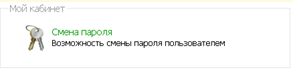 Мой кабинет
Смена пароля
Возможность смены пароля пользователем